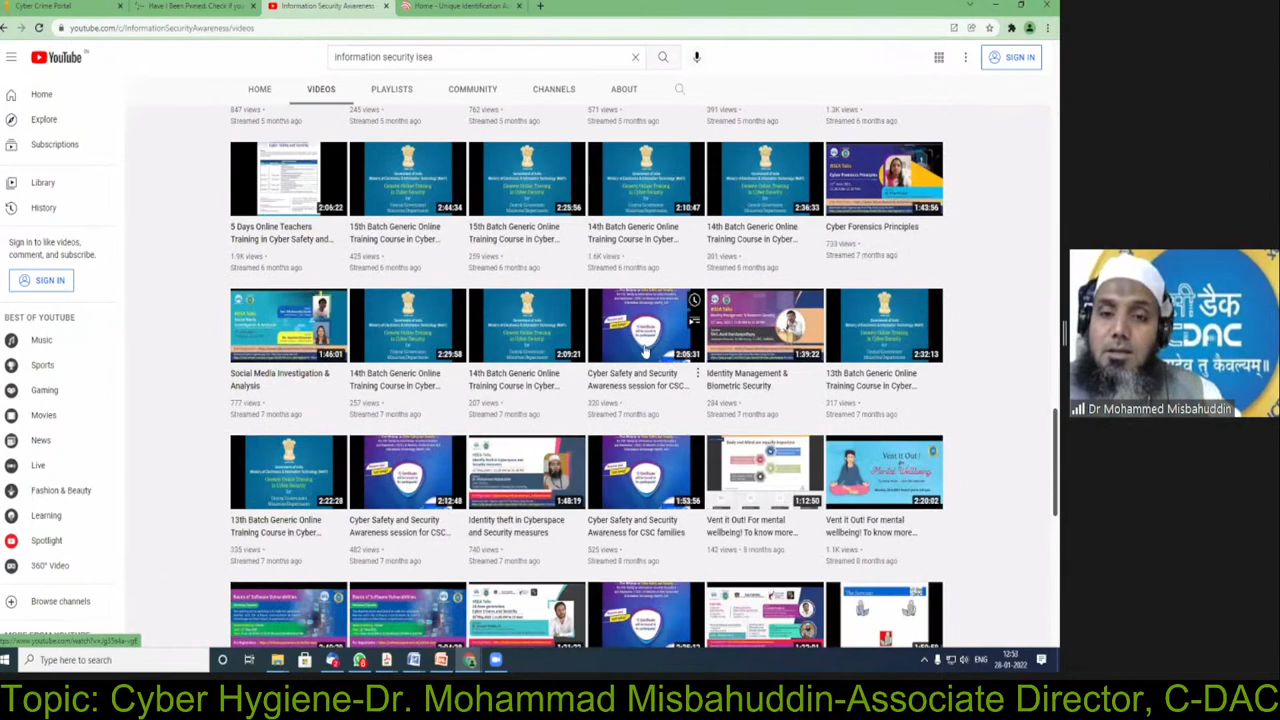 Cyber Crime Portal
Have I Been Pwned: Check if you
Information Security Awareness
Home - Unique Identification A
youtube.com/c/InformationSecurityAwareness/videos
YouTube IN
information security isea
SIGN IN
HOME VIDEOS PLAYLISTS COMMUNITY CHANNELS ABOUT
Home
Explore
Subscriptions
Library
History
Sign in to like videos,
comment, and subscribe.
SIGN IN
BEST OF YOUTUBE
Music
Sports
Gaming
Movies
News
Live
Fashion & Beauty
Learning
Spotlight
360° Video
Browse channels
847 views • 245 views • 762 views • 571 views • 391 views • 1.3K views •
Streamed 5 months ago Streamed 5 months ago Streamed 5 months ago Streamed 5 months ago Streamed 5 months ago Streamed 6 months ago
2:06:22 2:44:34 2:25:56 2:10:47 2:36:33 1:43:56
5 Days Online Teachers 15th Batch Generic Online 15th Batch Generic Online 14th Batch Generic Online 14th Batch Generic Online Cyber Forensics Principles
Training in Cyber Safety and... Training Course in Cyber... Training Course in Cyber... Training Course in Cyber... Training Course in Cyber... 733 views •
1.9K views • 425 views • 259 views • 1.6K views • 201 views • Streamed 7 months ago
Streamed 6 months ago Streamed 6 months ago Streamed 6 months ago Streamed 6 months ago Streamed 6 months ago
1:46:01 2:29:58 2:09:21 2:05:31 1:39:22 2:32:13
Social Media Investigation & 14th Batch Generic Online 14th Batch Generic Online Cyber Safety and Security Identity Management & 13th Batch Generic Online
Analysis Training Course in Cyber... Training Course in Cyber... Awareness session for CSC... Biometric Security Training Course in Cyber...
777 views • 257 views • 207 views • 320 views • 284 views • 317 views •
Streamed 7 months ago Streamed 7 months ago Streamed 7 months ago Streamed 7 months ago Streamed 7 months ago Streamed 7 months ago
2:22:28 2:12:48 1:48:19 1:53:56 1:12:50 2:20:02
13th Batch Generic Online Cyber Safety and Security Identity theft in Cyberspace Cyber Safety and Security Vent it Out! For mental Vent it Out! For mental
Training Course in Cyber... Awareness session for CSC... and Security measures Awareness for CSC families wellbeing! To know more... wellbeing! To know more...
335 views • 482 views • 740 views • 525 views • 142 views • 8 months ago 1.1K views •
Streamed 7 months ago Streamed 7 months ago Streamed 7 months ago Streamed 8 months ago Streamed 8 months ago
Type here to search
ENG
12:53
28-01-2022
सी डैक
CDAC
Dr Mohammed Misbahuddin
Topic: Cyber Hygiene-Dr. Mohammad Misbahuddin-Associate Director, C-DAC